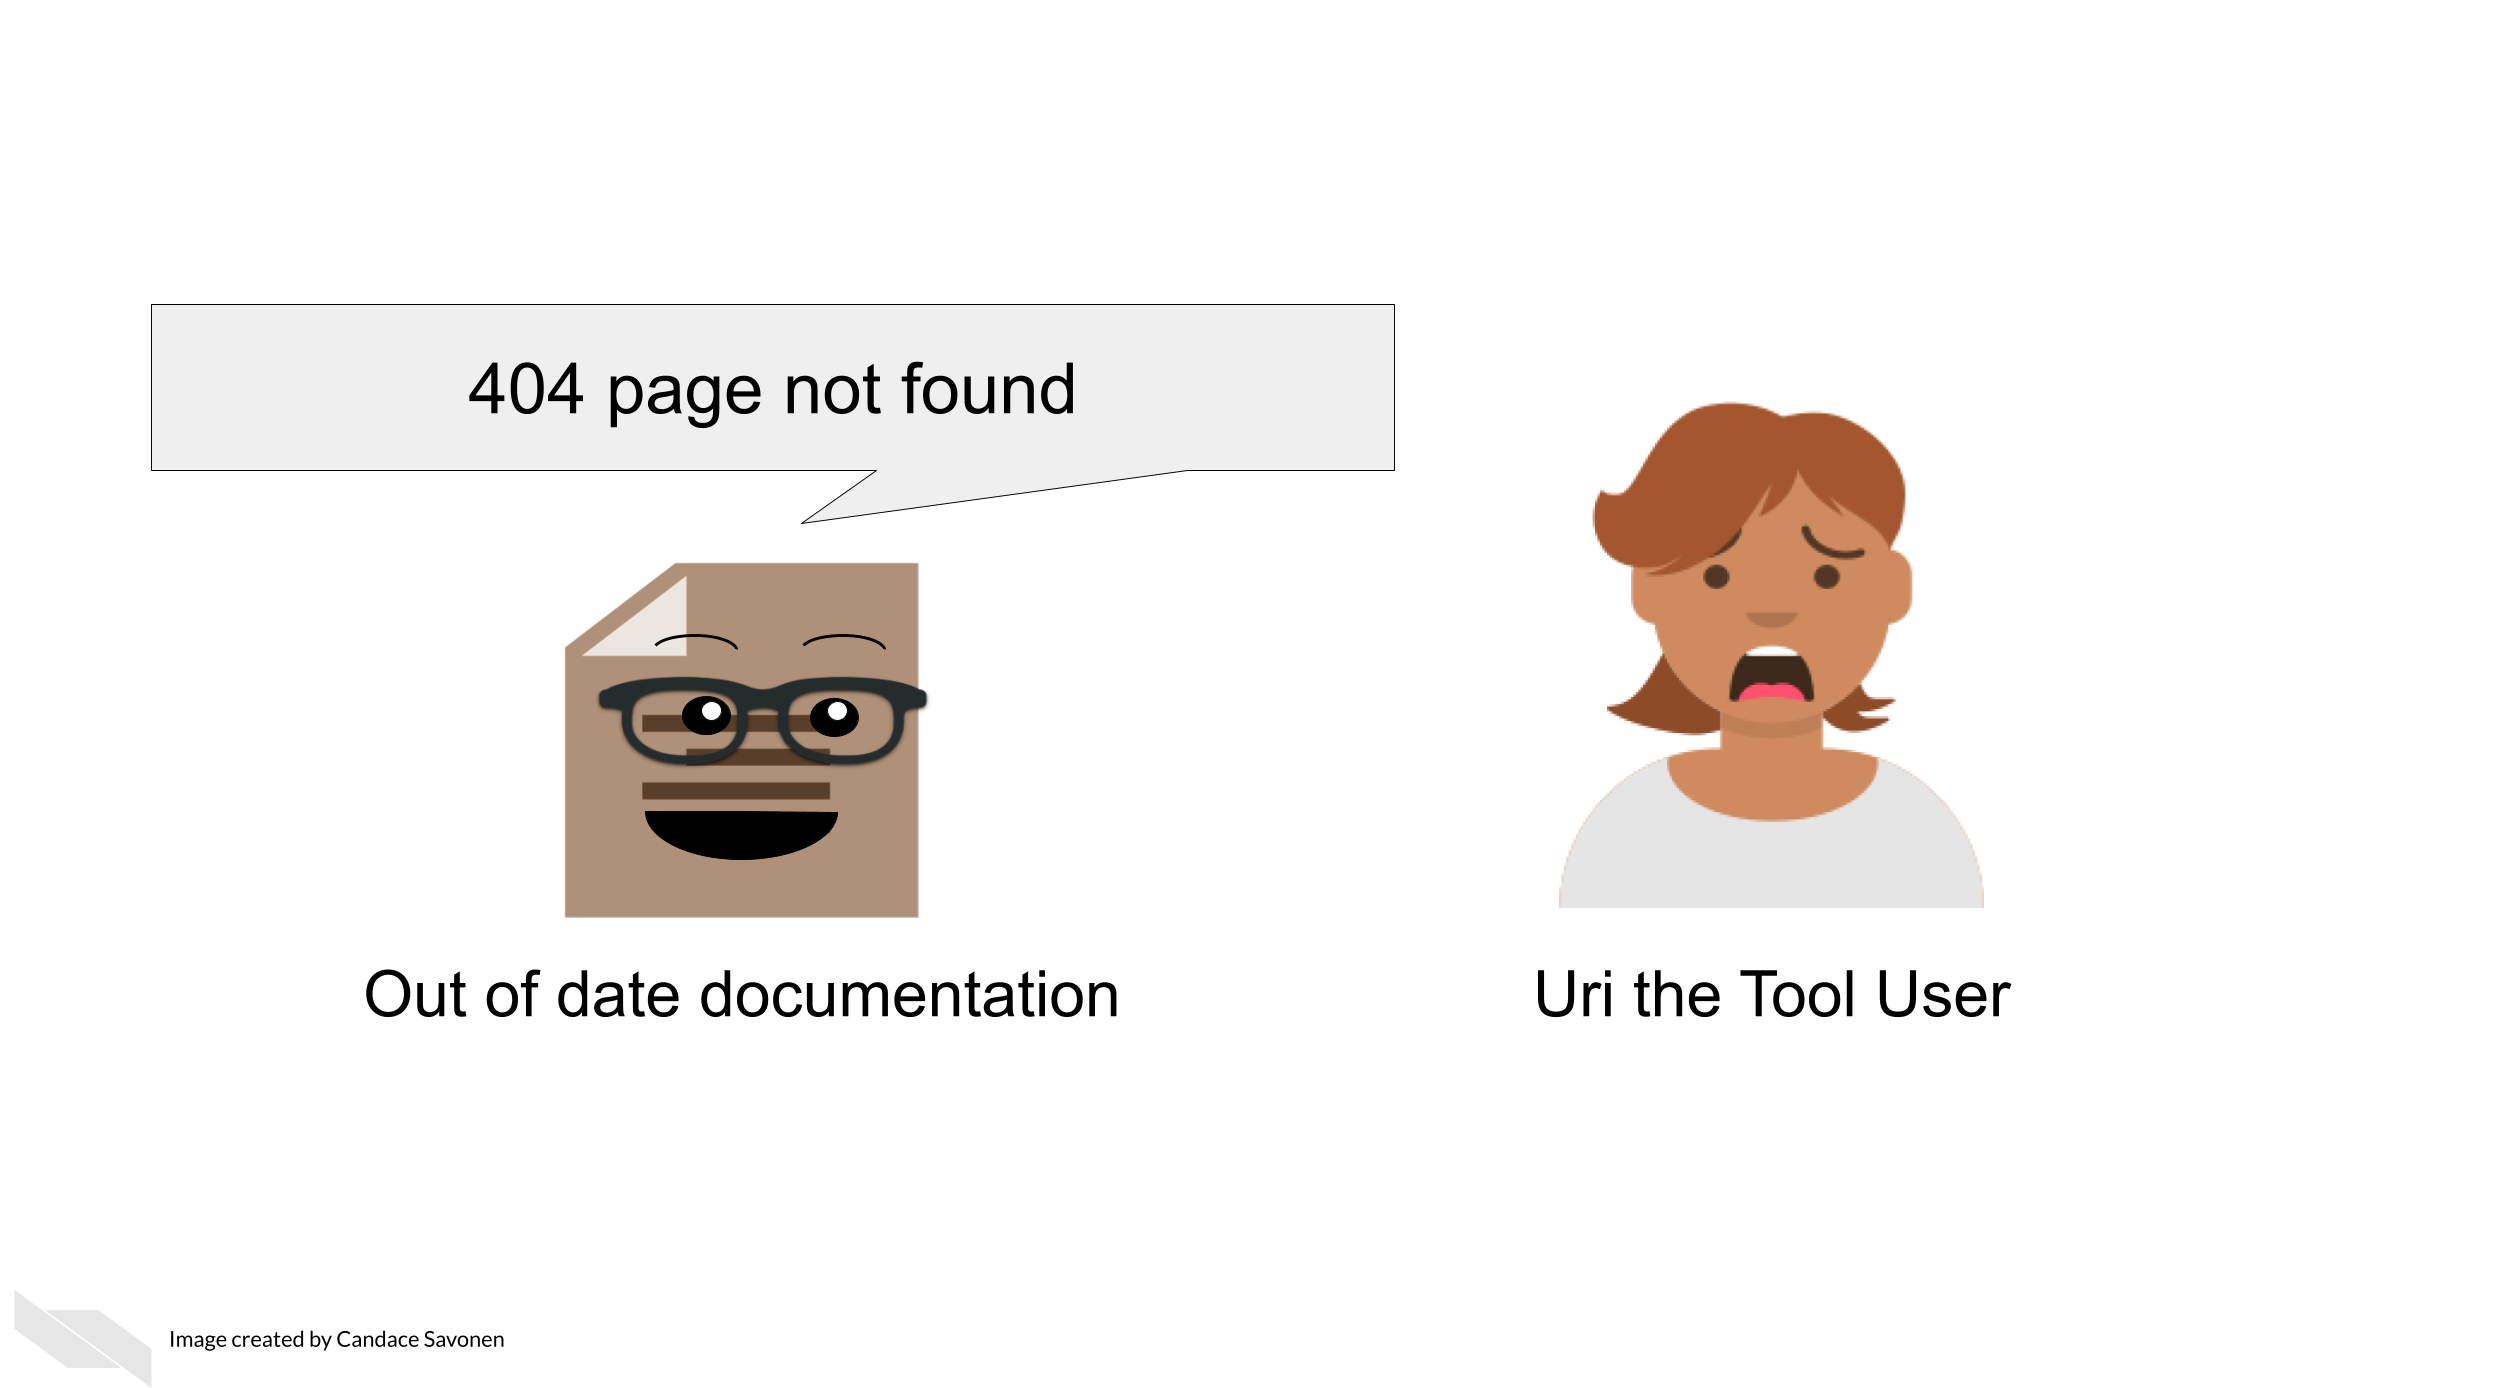 404 page not found
Out of date documentation
Uri the Tool User
Image created by Candace Savonen